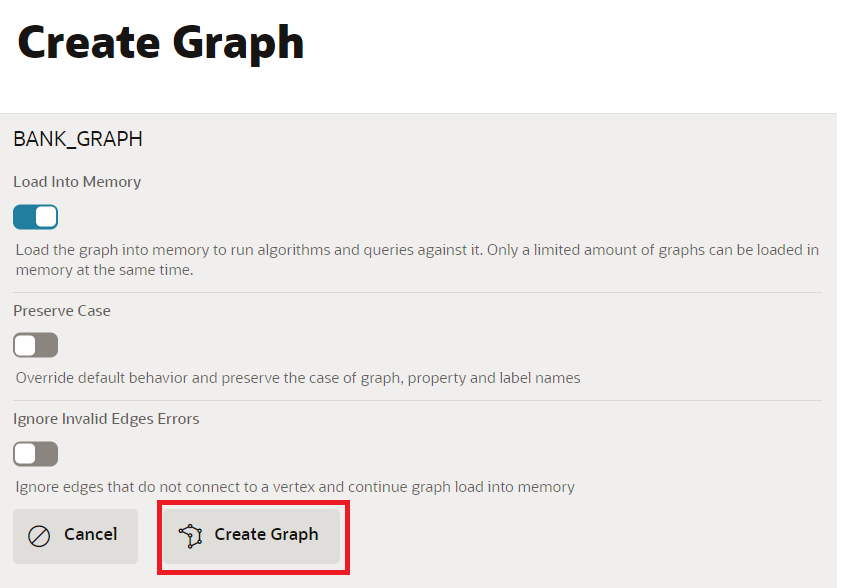 Create Graph
BANK_GRAPH
Load Into Memory
Load the graph into memory to run algorithms and queries against it. Only a limited amount of graphs can be loaded in
memory at the same time.
Preserve Case
Override default behavior and preserve the case of graph, property and label names
Ignore Invalid Edges Errors
Ignore edges that do not connect to a vertex and continue graph load into memory
Cancel
Create Graph